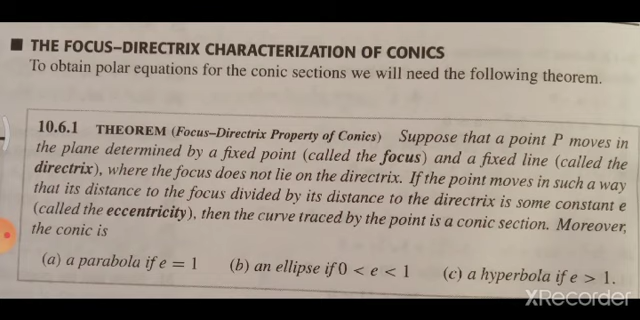 ■ THE FOCUS–DIRECTRIX CHARACTERIZATION OF CONICS
To obtain polar equations for the conic sections we will need the following theorem.
10.6.1 THEOREM (Focus–Directrix Property of Conics) Suppose that a point P moves in
the plane determined by a fixed point (called the focus) and a fixed line (called the
directrix), where the focus does not lie on the directrix. If the point moves in such a way
that its distance to the focus divided by its distance to the directrix is some constant e
(called the eccentricity), then the curve traced by the point is a conic section. Moreover,
the conic is
(a) a parabola if e = 1 (b) an ellipse if 0 < e < 1 (c) a hyperbola if e > 1.
XRecorder